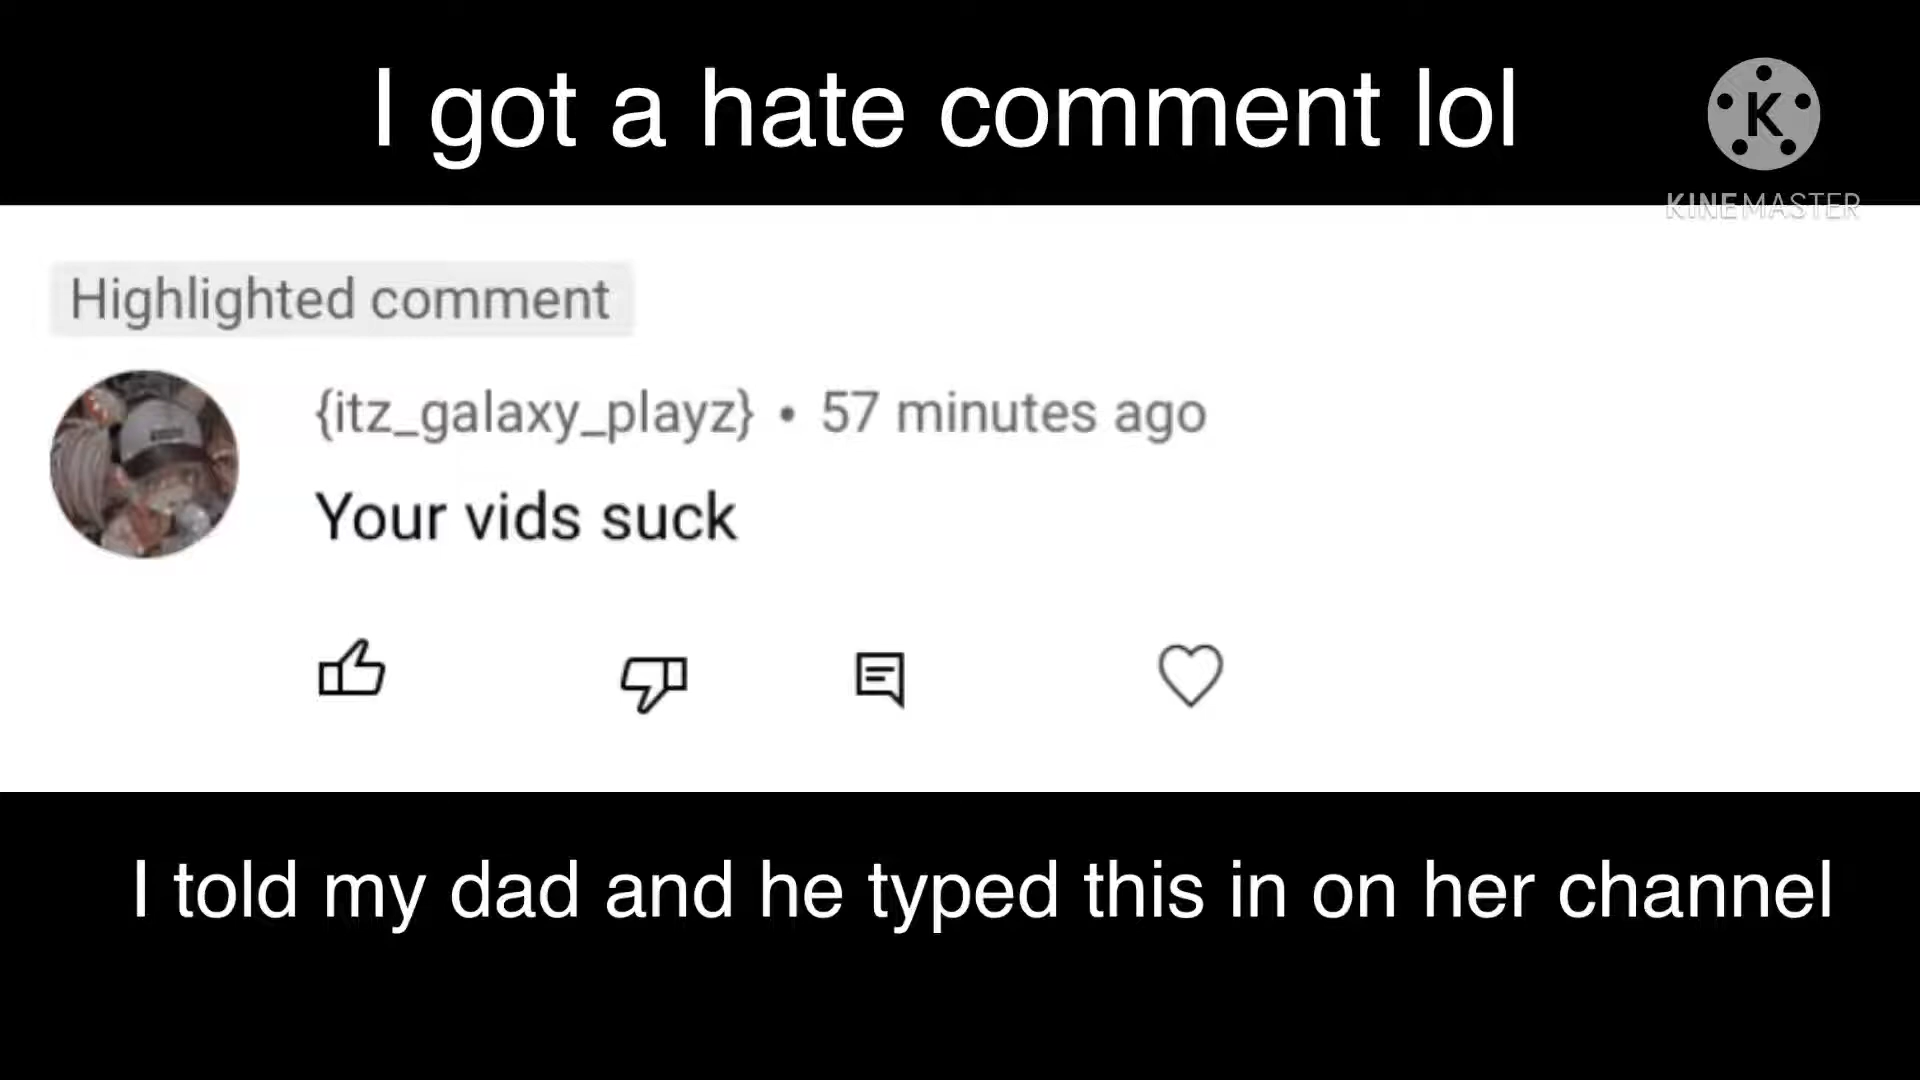 I got a hate comment lol
K
KINEMASTER
Highlighted comment
{itz_galaxy_playz} • 57 minutes ago
Your vids suck
I told my dad and he typed this in on her channel